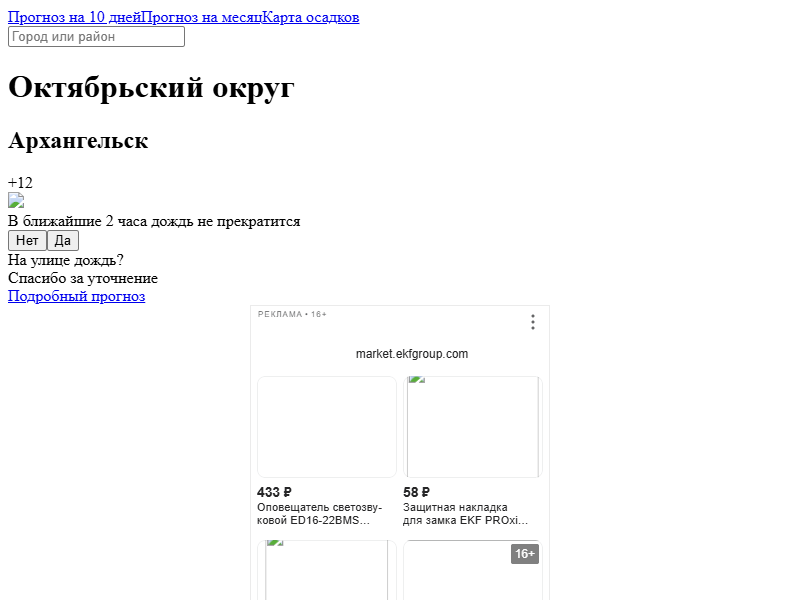 Прогноз на 10 днейПрогноз на месяцКарта осадков
Город или район
Октябрьский округ
Архангельск
+12
В ближайшие 2 часа дождь не прекратится
Нет Да
На улице дождь?
Спасибо за уточнение
Подробный прогноз
РЕКЛАМА • 16+
market.ekfgroup.com
433 ₽
Оповещатель светозву-
ковой ED16-22BMS…
58 ₽
Защитная накладка
для замка EKF PROxi…
16+